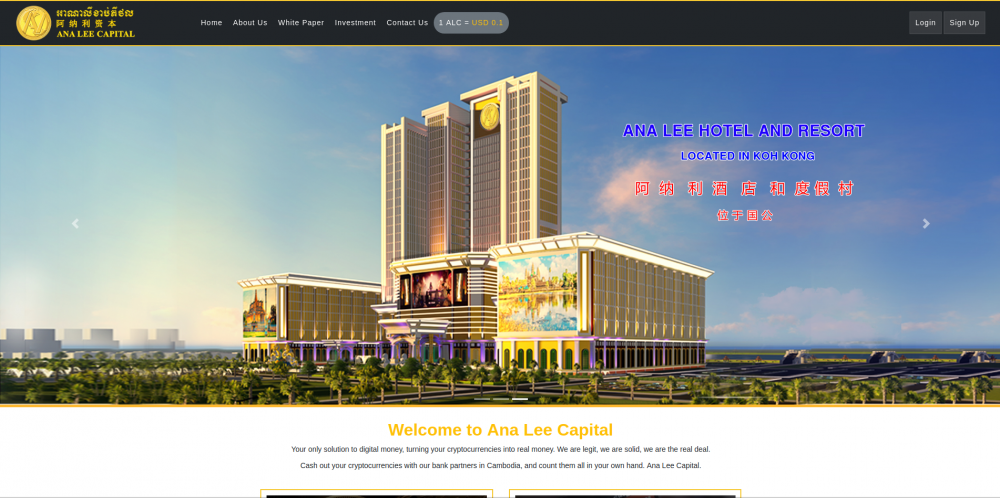 អាណាលីខាប់ភីថល
阿纳利资本
ANA LEE CAPITAL
Home About Us White Paper Investment Contact Us 1 ALC = USD 0.1 Login Sign Up
ANA LEE HOTEL AND RESORT
LOCATED IN KOH KONG
阿纳利酒店和度假村
位于国公
Welcome to Ana Lee Capital
Your only solution to digital money, turning your cryptocurrencies into real money. We are legit, we are solid, we are the real deal.
Cash out your cryptocurrencies with our bank partners in Cambodia, and count them all in your own hand. Ana Lee Capital.